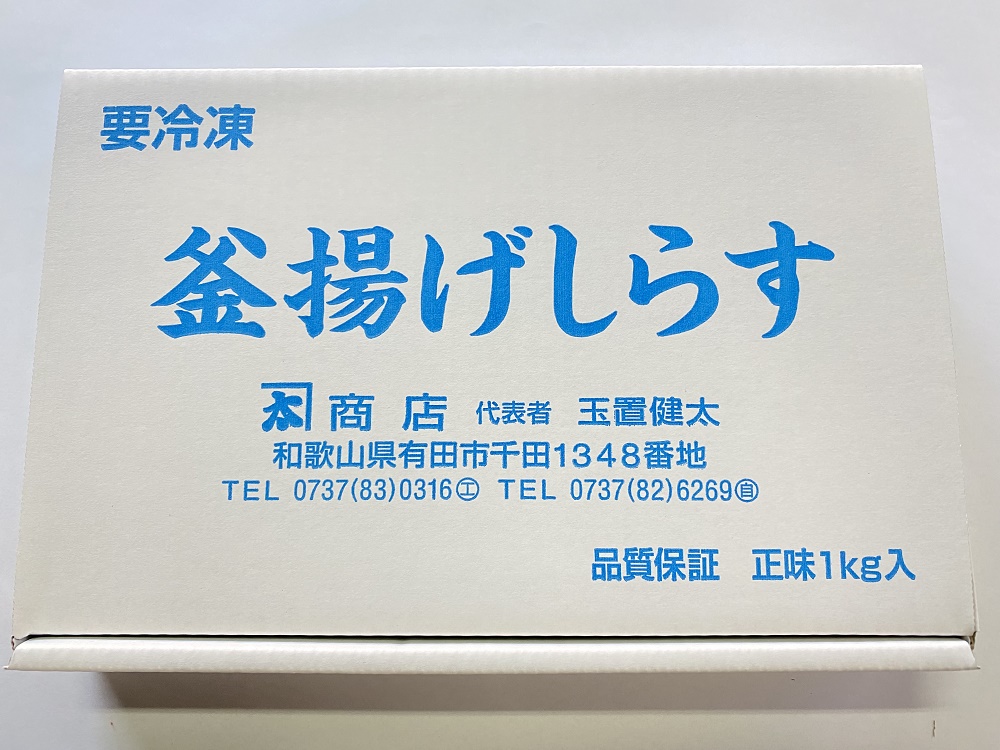 要冷凍
釜揚げしらす
太 商店 代表者 玉置健太
和歌山県有田市千田1348番地
TEL 0737(83)0316㊓ TEL 0737(82)6269㊐
品質保証 正味1kg入